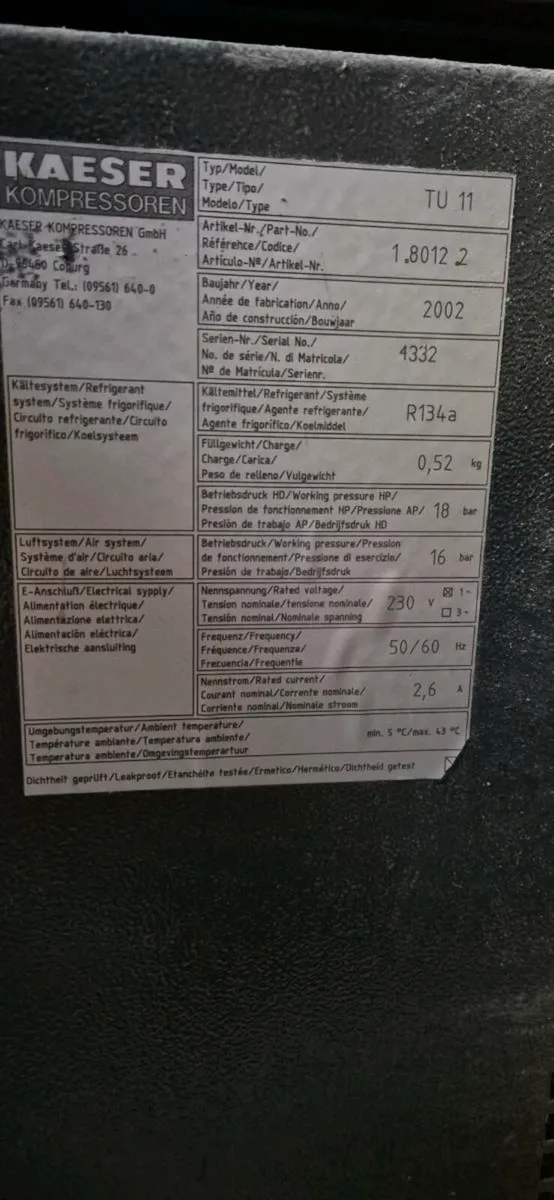 KAESER
KOMPRESSOREN
KAESER KOMPRESSOREN GmbH
Carl-Kaeser Straße 26
D-96450 Coburg
Germany Tel.: (09561) 640-0
Fax (09561) 640-130
Typ/Model/
Type/Tipo/
Modelo/Type
TU 11
Artikel-Nr./Part-No./
Référence/Codice/
Artículo-Nº/Artikel-Nr.
1.8012 2
Baujahr/Year/
Année de fabrication/Anno/
Año de construcción/Bouwjaar
2002
Serien-Nr./Serial No./
No. de série/N. di Matricola/
Nº de Matrícula/Serienr.
4332
Kältesystem/Refrigerant
system/Système frigorifique/
Circuito refrigerante/Circuito
frigorífico/Koelsysteem
Kältemittel/Refrigerant/Système
frigorifique/Agente refrigerante/
Agente frigorífico/Koelmiddel
R134a
Füllgewicht/Charge/
Charge/Carica/
Peso de relleno/Vulgewicht
0,52 kg
Betriebsdruck HD/Working pressure HP/
Pression de fonctionnement HP/Pressione AP/
Presión de trabajo AP/Bedrijfsdruk HD
18 bar
Luftsystem/Air system/
Système d'air/Circuito aria/
Circuito de aire/Luchtsysteem
Betriebsdruck/Working pressure/Pression
de fonctionnement/Pressione di esercizio/
Presión de trabajo/Bedrijfsdruk
16 bar
E-Anschluß/Electrical sypply/
Alimentation électrique/
Alimentazione elettrica/
Alimentación eléctrica/
Elektrische aansluiting
Nennspannung/Rated voltage/
Tension nominale/tensione nominale/
Tensión nominal/Nominale spanning
230 V ☒ 1~
☐ 3~
Frequenz/Frequency/
Fréquence/Frequenza/
Frecuencia/Frequentie
50/60 Hz
Nennstrom/Rated current/
Courant nominal/Corrente nominale/
Corriente nominal/Nominale stroom
2,6 A
Umgebungstemperatur/Ambient temperature/
Température ambiante/Temperatura ambiente/
Temperatura ambiente/Omgevingstemperartuur
min. 5 °C/max. 43 °C
Dichtheit geprüft/Leakproof/Etanchéite testée/Ermetico/Hermético/Dichtheid getest